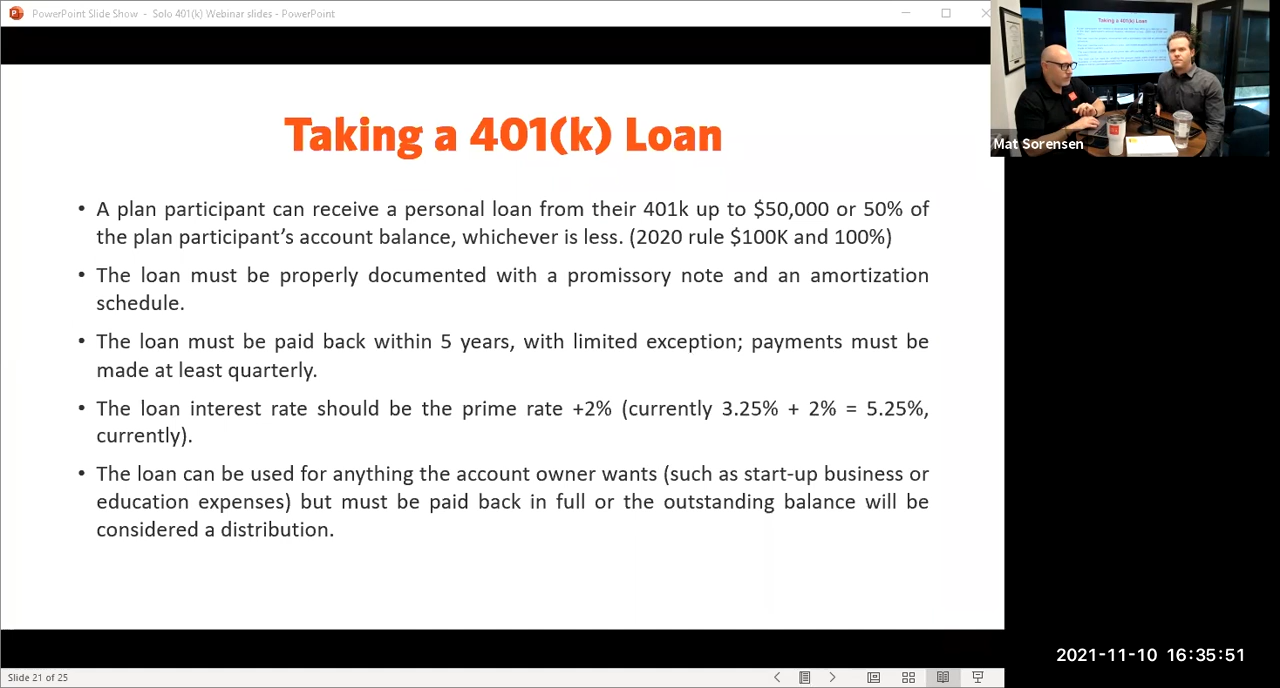 PowerPoint Slide Show - Solo 401(k) Webinar slides - PowerPoint
Taking a 401(k) Loan
Mat Sorensen
Taking a 401(k) Loan
• A plan participant can receive a personal loan from their 401k up to $50,000 or 50% of
the plan participant’s account balance, whichever is less. (2020 rule $100K and 100%)
• The loan must be properly documented with a promissory note and an amortization
schedule.
• The loan must be paid back within 5 years, with limited exception; payments must be
made at least quarterly.
• The loan interest rate should be the prime rate +2% (currently 3.25% + 2% = 5.25%,
currently).
• The loan can be used for anything the account owner wants (such as start-up business or
education expenses) but must be paid back in full or the outstanding balance will be
considered a distribution.
2021-11-10 16:35:51
Slide 21 of 25